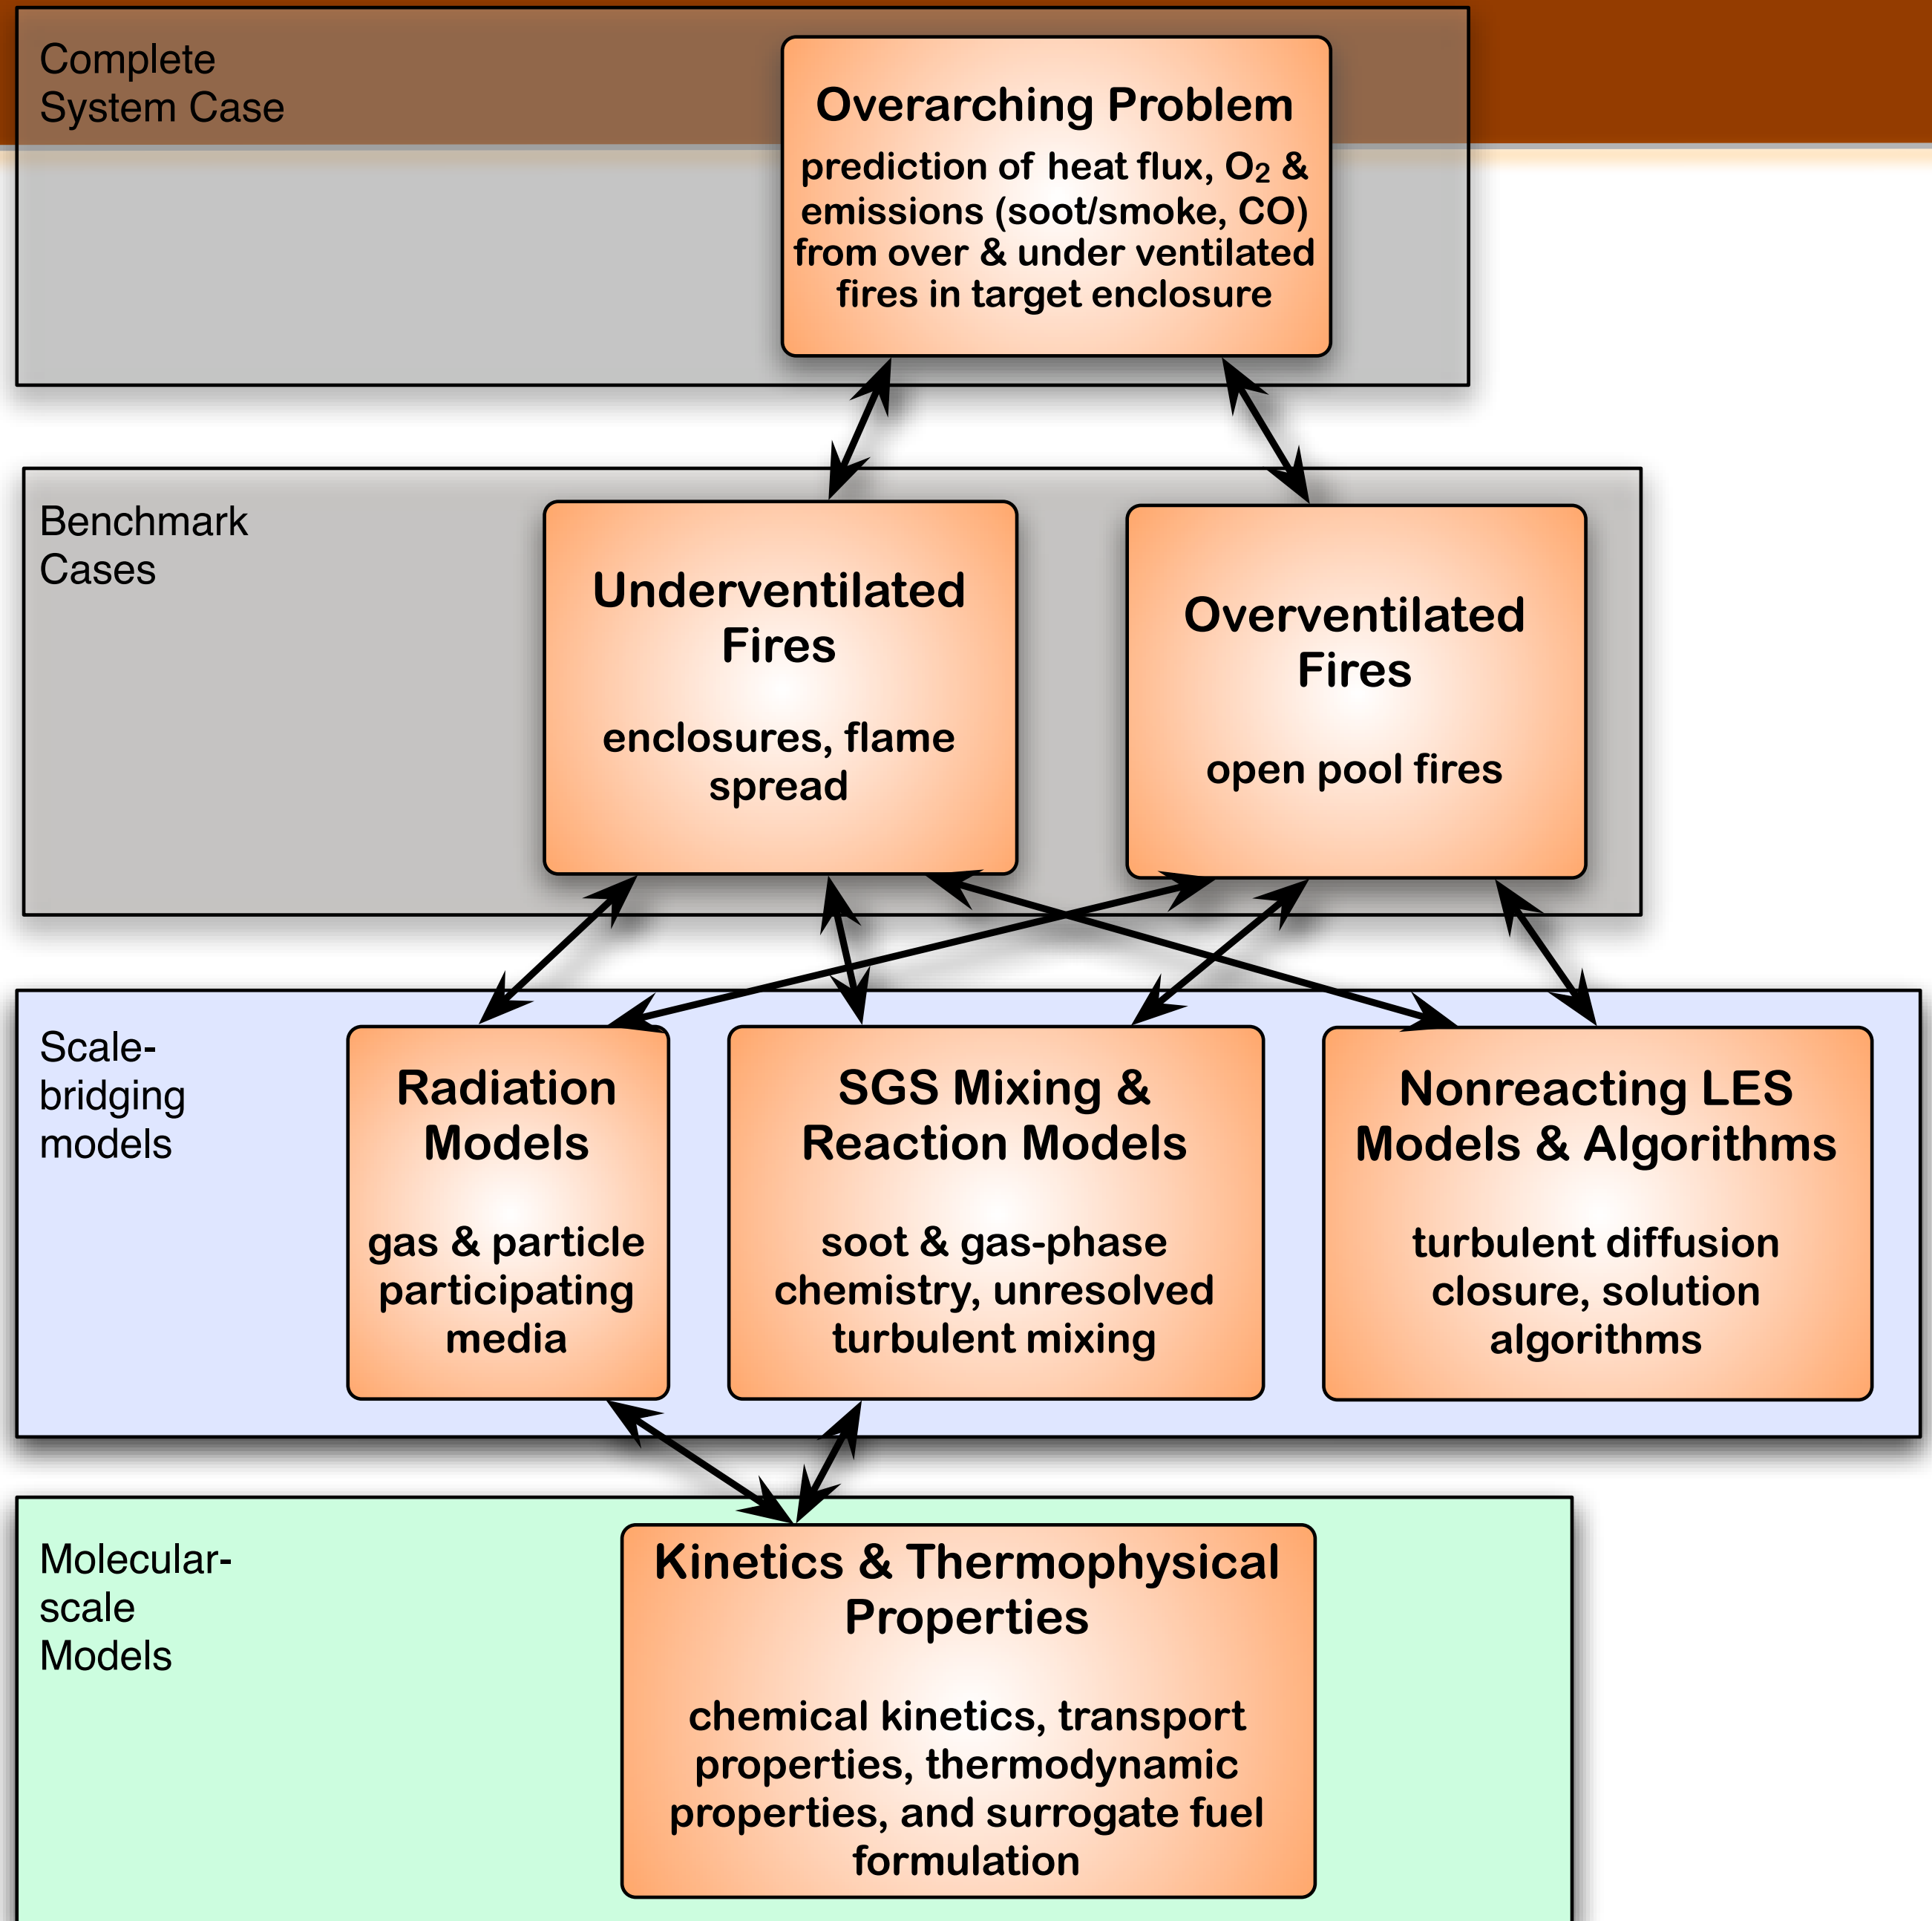 Complete
System Case
Overarching Problem
prediction of heat flux, O₂ &
emissions (soot/smoke, CO)
from over & under ventilated
fires in target enclosure
Benchmark
Cases
Underventilated
Fires
enclosures, flame
spread
Overventilated
Fires
open pool fires
Scale-
bridging
models
Radiation
Models
gas & particle
participating
media
SGS Mixing &
Reaction Models
soot & gas-phase
chemistry, unresolved
turbulent mixing
Nonreacting LES
Models & Algorithms
turbulent diffusion
closure, solution
algorithms
Molecular-
scale
Models
Kinetics & Thermophysical
Properties
chemical kinetics, transport
properties, thermodynamic
properties, and surrogate fuel
formulation